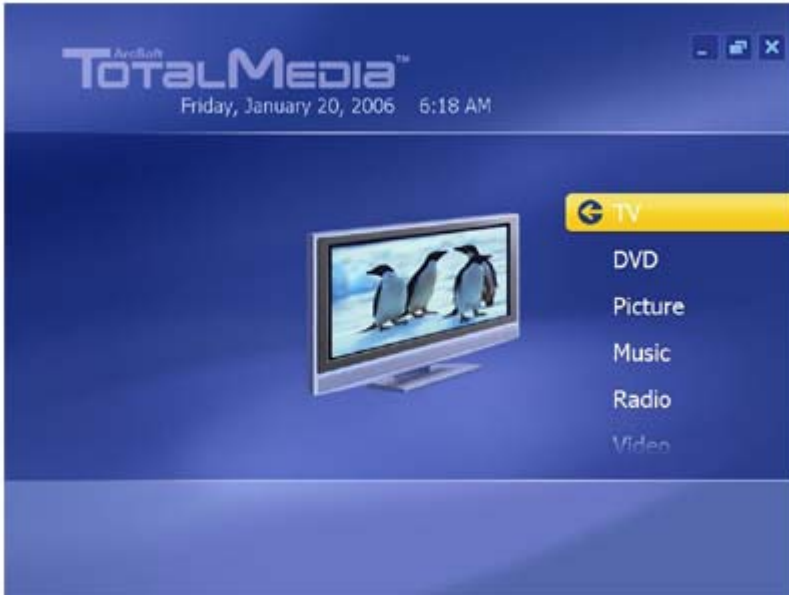 ArcSoft
TotalMedia™
Friday, January 20, 2006 6:18 AM
TV
DVD
Picture
Music
Radio
Video